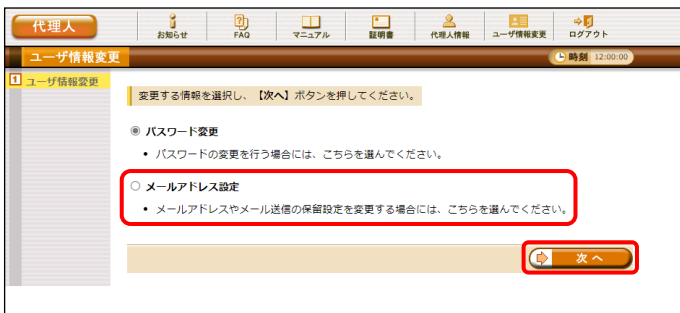 代理人
お知らせ
FAQ
マニュアル
証明書
代理人情報
ユーザ情報変更
ログアウト
ユーザ情報変更
時刻 12:00:00
1 ユーザ情報変更
変更する情報を選択し、【次へ】ボタンを押してください。
パスワード変更
• パスワードの変更を行う場合には、こちらを選んでください。
メールアドレス設定
• メールアドレスやメール送信の保留設定を変更する場合には、こちらを選んでください。
次 へ